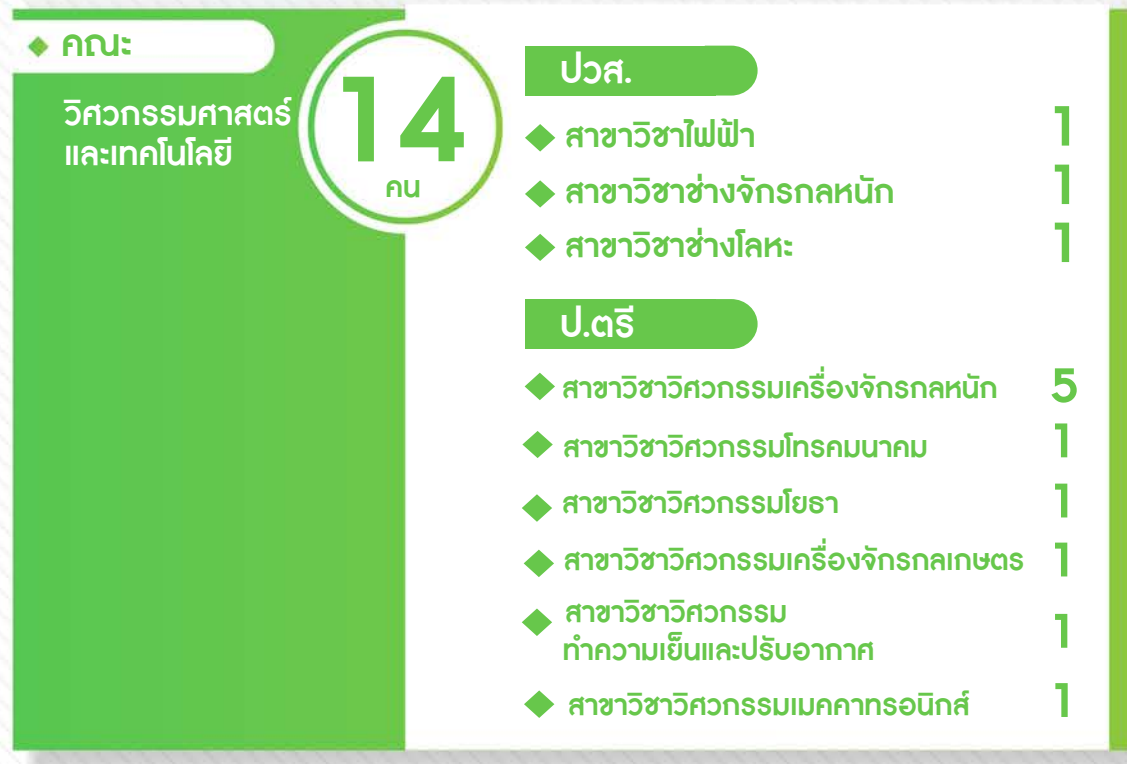 คณะ
วิศวกรรมศาสตร์
และเทคโนโลยี
14
คน
ปวส.
สาขาวิชาไฟฟ้า 1
สาขาวิชาช่างจักรกลหนัก 1
สาขาวิชาช่างโลหะ 1
ป.ตรี
สาขาวิชาวิศวกรรมเครื่องจักรกลหนัก 5
สาขาวิชาวิศวกรรมโทรคมนาคม 1
สาขาวิชาวิศวกรรมโยธา 1
สาขาวิชาวิศวกรรมเครื่องจักรกลเกษตร 1
สาขาวิชาวิศวกรรม
ทำความเย็นและปรับอากาศ 1
สาขาวิชาวิศวกรรมเมคคาทรอนิกส์ 1